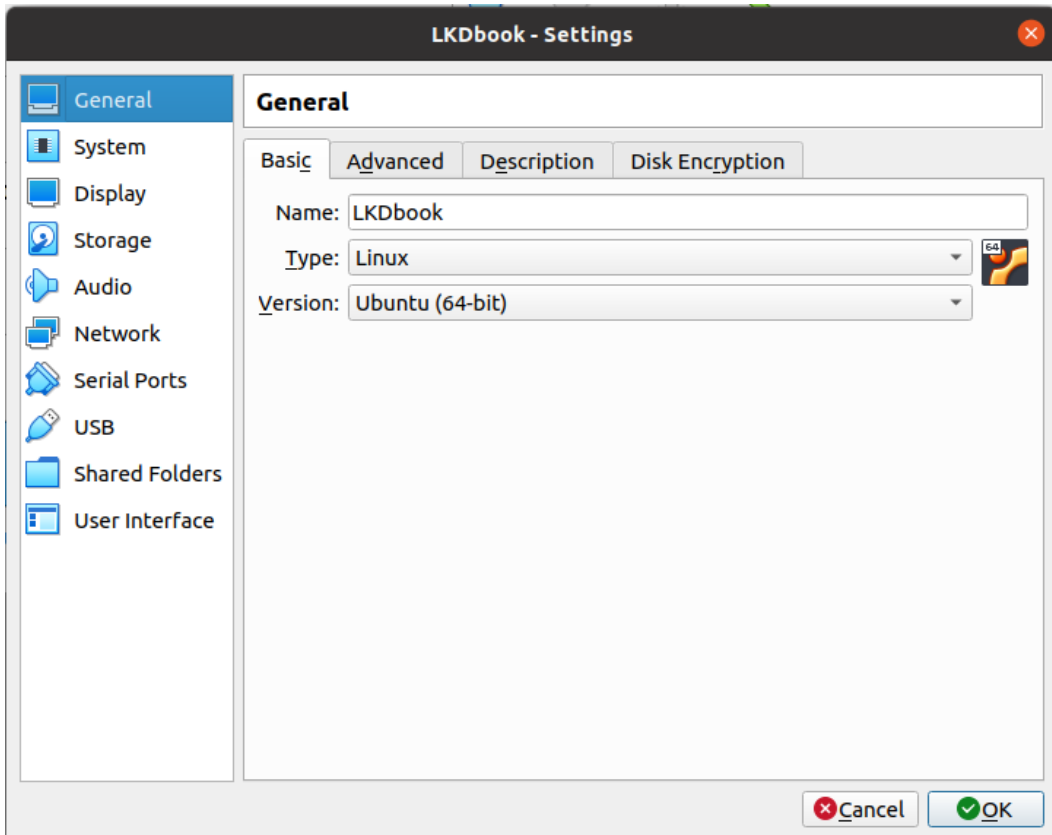 LKDbook - Settings
General
System
Display
Storage
Audio
Network
Serial Ports
USB
Shared Folders
User Interface
General
Basic Advanced Description Disk Encryption
Name: LKDbook
Type: Linux
64
Version: Ubuntu (64-bit)
Cancel OK